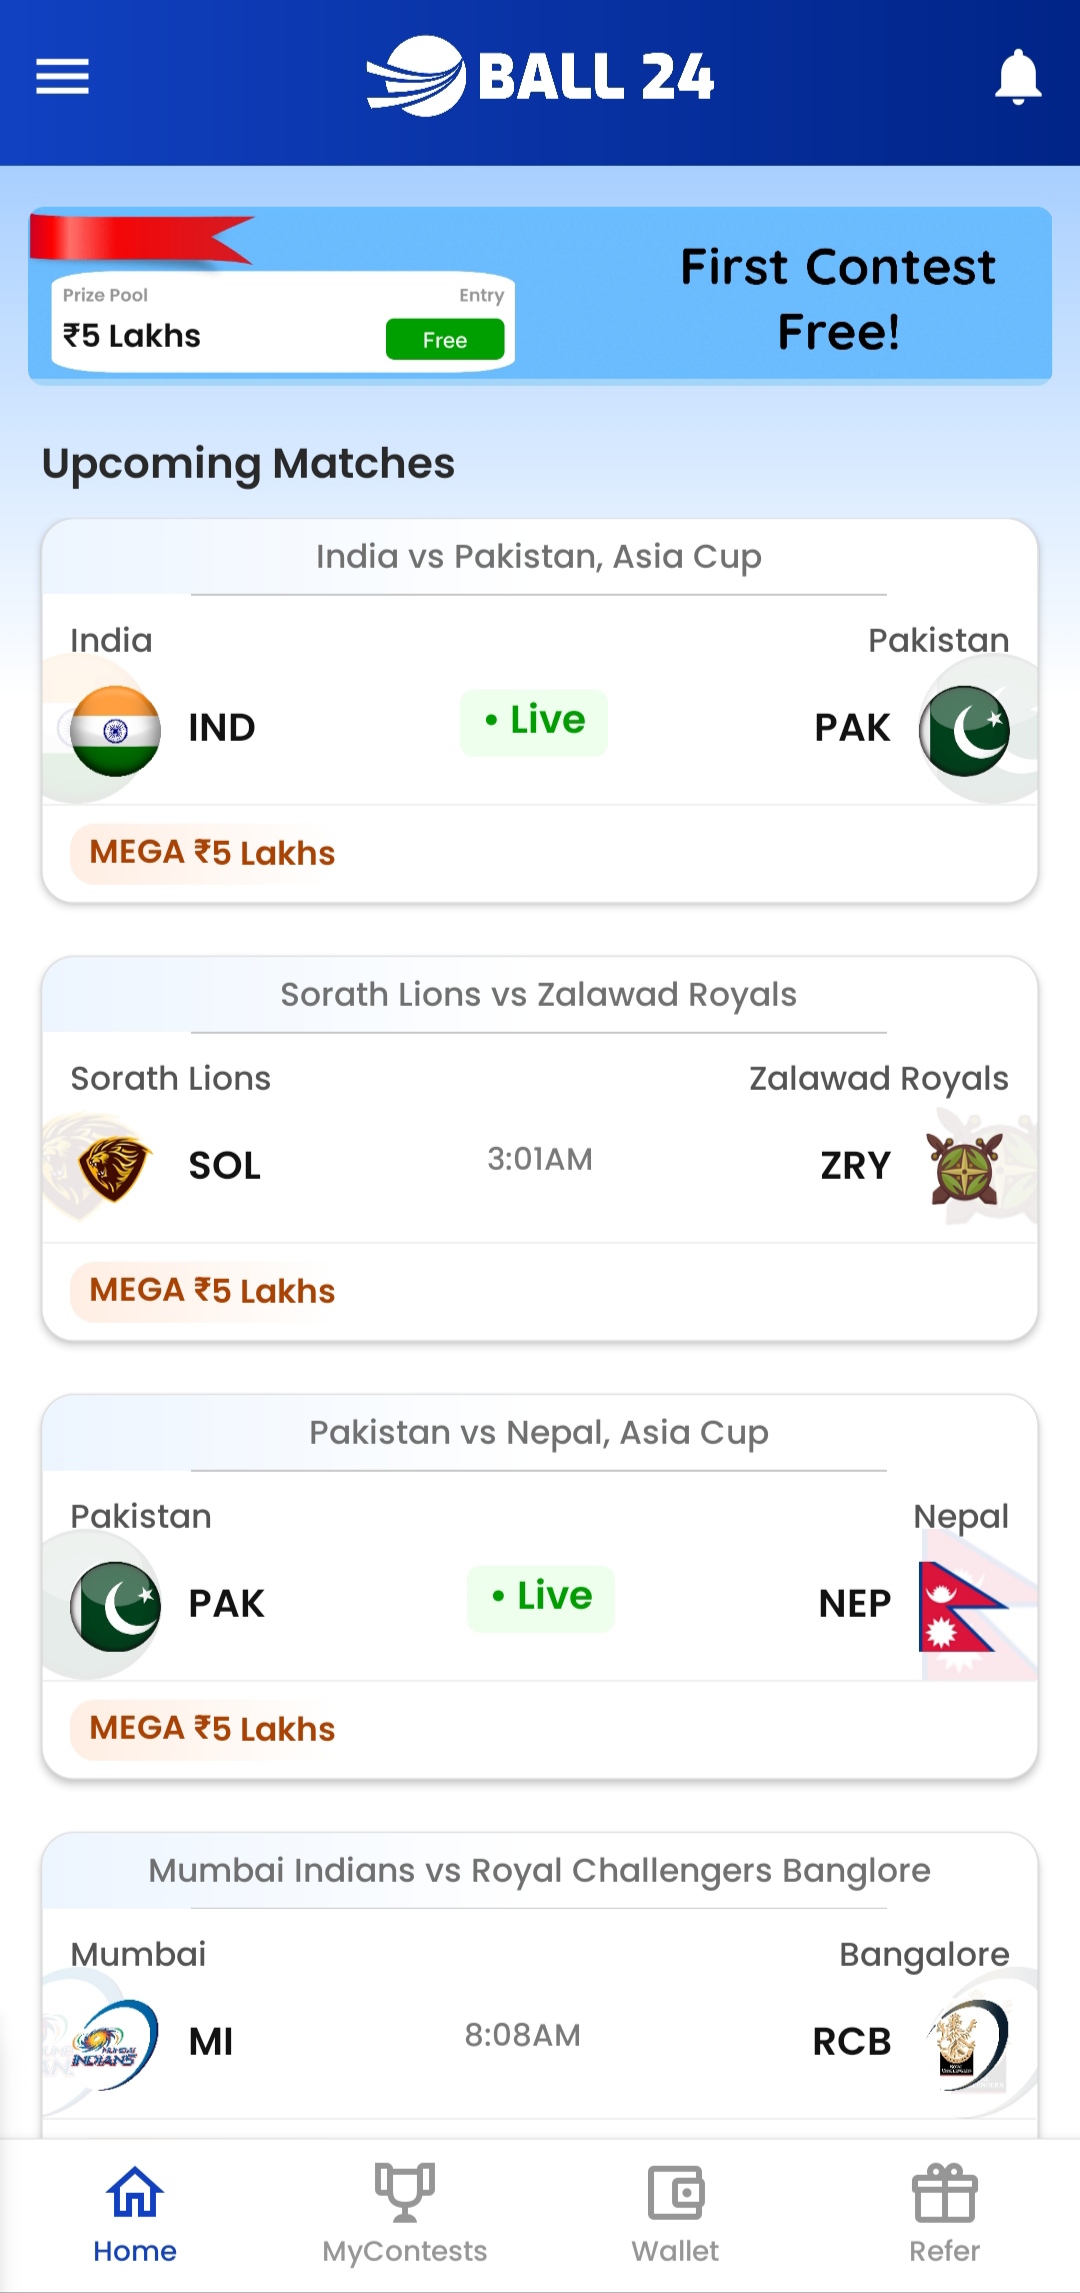 BALL 24
Prize Pool Entry
₹5 Lakhs Free
First Contest
Free!
Upcoming Matches
India vs Pakistan, Asia Cup
India Pakistan
IND • Live PAK
MEGA ₹5 Lakhs
Sorath Lions vs Zalawad Royals
Sorath Lions Zalawad Royals
SOL 3:01AM ZRY
MEGA ₹5 Lakhs
Pakistan vs Nepal, Asia Cup
Pakistan Nepal
PAK • Live NEP
MEGA ₹5 Lakhs
Mumbai Indians vs Royal Challengers Banglore
Mumbai Bangalore
MUMBAI
INDIANS
MI 8:08AM RCB
Home MyContests Wallet Refer